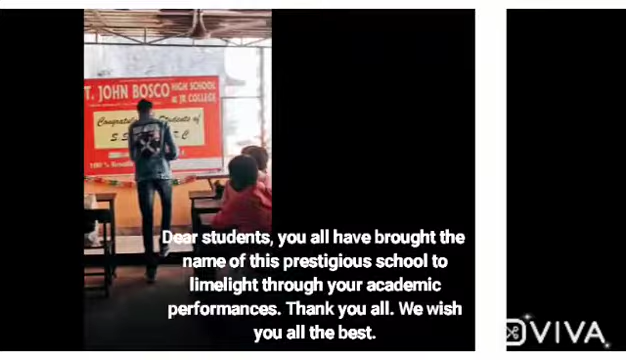 T. JOHN BOSCO HIGH SCHOOL
& JR COLLEGE
Students of
S.S
100 %
Dear students, you all have brought the
name of this prestigious school to
limelight through your academic
performances. Thank you all. We wish
you all the best.
VIVA